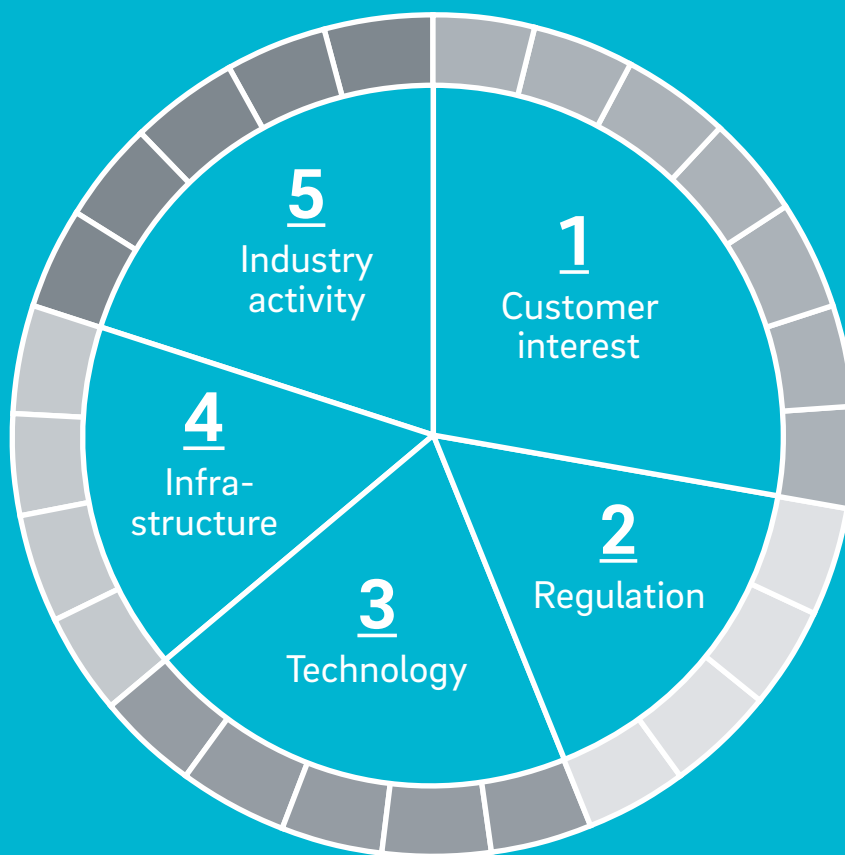 1
Customer
interest
2
Regulation
3
Technology
4
Infra-
structure
5
Industry
activity